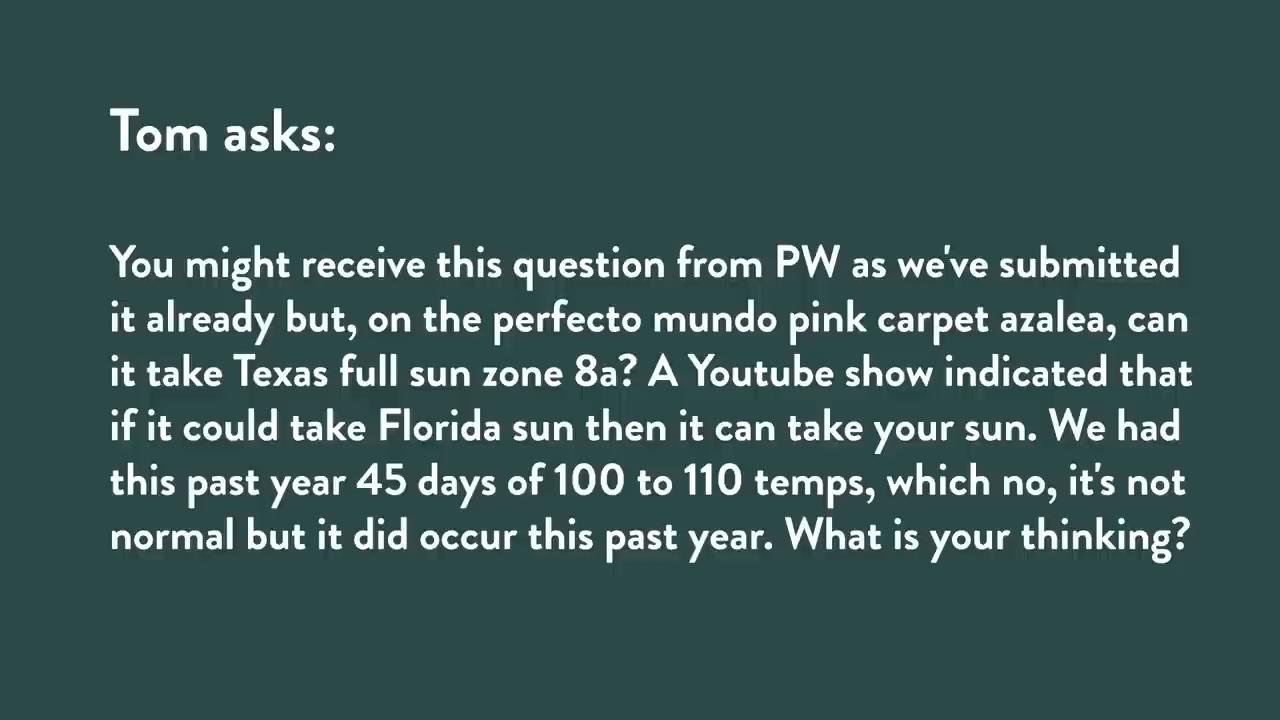 Tom asks:
You might receive this question from PW as we've submitted
it already but, on the perfecto mundo pink carpet azalea, can
it take Texas full sun zone 8a? A Youtube show indicated that
if it could take Florida sun then it can take your sun. We had
this past year 45 days of 100 to 110 temps, which no, it's not
normal but it did occur this past year. What is your thinking?